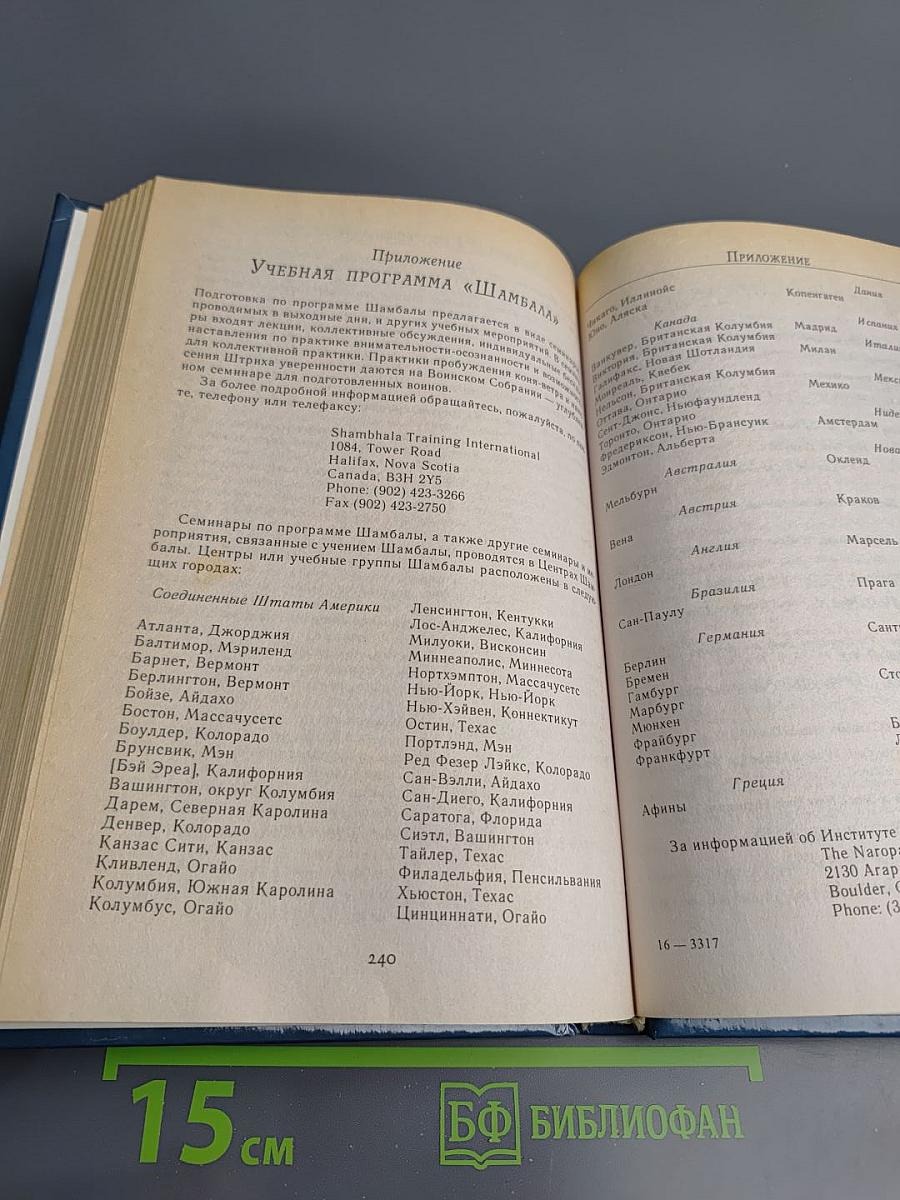 Приложение
Учебная программа «Шамбала»
Подготовка по программе Шамбалы предлагается в виде
проводимых в выходные дни, и других учебных мероприятий. В
ры входят лекции, коллективные обсуждения, индивидуальные
наставления по практике внимательности-осознанности и
для коллективной практики. Практики пробуждения коня-ветра и
сения Штриха уверенности даются на Воинском Собрании —
ном семинаре для подготовленных воинов.
За более подробной информацией обращайтесь, пожалуйста, по
те, телефону или телефаксу:
Shambhala Training International
1084, Tower Road
Halifax, Nova Scotia
Canada, B3H 2Y5
Phone: (902) 423-3266
Fax (902) 423-2750
Семинары по программе Шамбалы, а также другие семинары и
роприятия, связанные с учением Шамбалы, проводятся в Центрах Шам-
балы. Центры или учебные группы Шамбалы расположены в следую-
щих городах:
Соединенные Штаты Америки
Атланта, Джорджия
Балтимор, Мэриленд
Барнет, Вермонт
Берлингтон, Вермонт
Бойзе, Айдахо
Бостон, Массачусетс
Боулдер, Колорадо
Брунсвик, Мэн
[Бэй Эреа], Калифорния
Вашингтон, округ Колумбия
Дарем, Северная Каролина
Денвер, Колорадо
Канзас Сити, Канзас
Кливленд, Огайо
Колумбия, Южная Каролина
Колумбус, Огайо
Ленсингтон, Кентукки
Лос-Анджелес, Калифорния
Милуоки, Висконсин
Миннеаполис, Миннесота
Нортхэмптон, Массачусетс
Нью-Йорк, Нью-Йорк
Нью-Хэйвен, Коннектикут
Остин, Техас
Портлэнд, Мэн
Ред Фезер Лэйкс, Колорадо
Сан-Вэлли, Айдахо
Сан-Диего, Калифорния
Саратога, Флорида
Сиэтл, Вашингтон
Тайлер, Техас
Филадельфия, Пенсильвания
Хьюстон, Техас
Цинциннати, Огайо
240
Приложение
Чикаго, Иллинойс
Юно, Аляска
Канада
Ванкувер, Британская Колумбия
Виктория, Британская Колумбия
Галифакс, Новая Шотландия
Монреаль, Квебек
Нельсон, Британская Колумбия
Оттава, Онтарио
Сент-Джонс, Ньюфаундленд
Торонто, Онтарио
Фредериксон, Нью-Брансуик
Эдмонтон, Альберта
Австралия
Мельбурн
Австрия
Вена
Англия
Лондон
Бразилия
Сан-Паулу
Германия
Берлин
Бремен
Гамбург
Марбург
Мюнхен
Фрайбург
Франкфурт
Греция
Афины
Дания
Копенгаген
Испания
Мадрид
Милан
Мехико
Амстердам
Окленд
Краков
Марсель
Прага
За информацией об Институте
The
2130
Boulder,
Phone:
16 — 3317
15 см
БФ БИБЛИОФАН